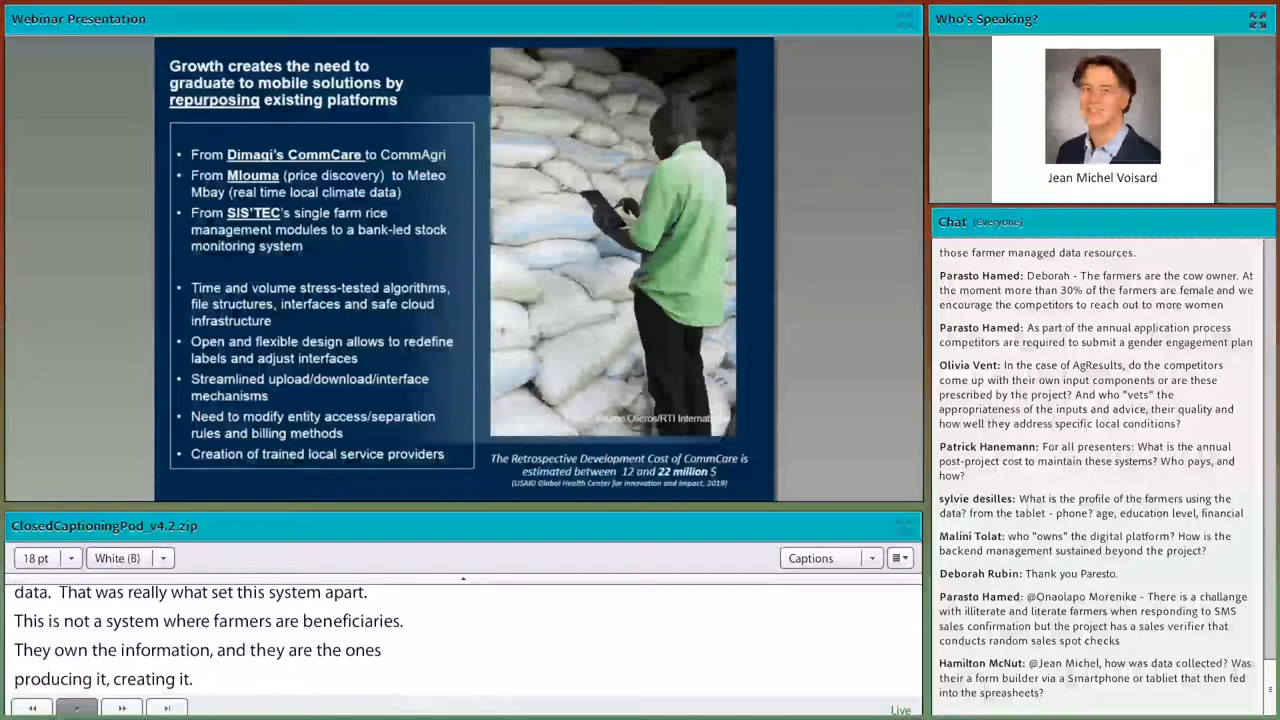 Webinar Presentation
Growth creates the need to
graduate to mobile solutions by
repurposing existing platforms
• From Dimagi's CommCare to CommAgri
• From Mlouma (price discovery) to Meteo
Mbay (real time local climate data)
• From SIS'TEC's single farm rice
management modules to a bank-led stock
monitoring system
• Time and volume stress-tested algorithms,
file structures, interfaces and safe cloud
infrastructure
• Open and flexible design allows to redefine
labels and adjust interfaces
• Streamlined upload/download/interface
mechanisms
• Need to modify entity access/separation
rules and billing methods
• Creation of trained local service providers
The Retrospective Development Cost of CommCare is
estimated between 12 and 22 million $
(USAID Global Health Center for Innovation and Impact, 2019)
ClosedCaptioningPod_v4.2.zip
18 pt
White (B)
Captions
data. That was really what set this system apart.
This is not a system where farmers are beneficiaries.
They own the information, and they are the ones
producing it, creating it.
Live
Who's Speaking?
Jean Michel Voisard
Chat (Everyone)
those farmer managed data resources.
Parasto Hamed: Deborah - The farmers are the cow owner. At
the moment more than 30% of the farmers are female and we
encourage the competitors to reach out to more women
Parasto Hamed: As part of the annual application process
competitors are required to submit a gender engagement plan
Olivia Vent: In the case of AgResults, do the competitors
come up with their own input components or are these
prescribed by the project? And who "vets" the
appropriateness of the inputs and advice, their quality and
how well they address specific local conditions?
Patrick Hanemann: For all presenters: What is the annual
post-project cost to maintain these systems? Who pays, and
how?
sylvie desilles: What is the profile of the farmers using the
data? from the tablet - phone? age, education level, financial
Malini Tolat: who "owns" the digital platform? How is the
backend management sustained beyond the project?
Deborah Rubin: Thank you Paresto.
Parasto Hamed: @Onaolapo Morenike - There is a challange
with illiterate and literate farmers when responding to SMS
sales confirmation but the project has a sales verifier that
conducts random sales spot checks
Hamilton McNut: @Jean Michel, how was data collected? Was
their a form builder via a Smartphone or tabliet that then fed
into the spreasheets?